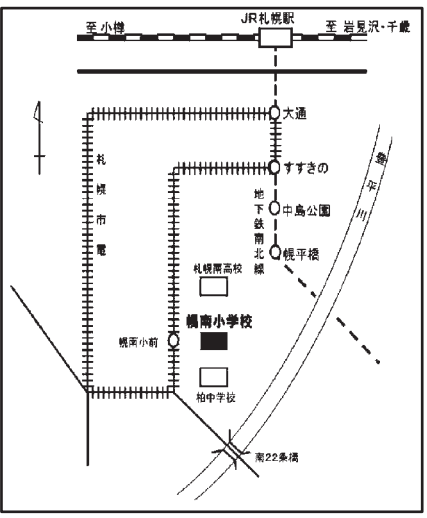 JR札幌駅
至 小樽
至 岩見沢・千歳
大通
すすきの
札幌市電
地下鉄南北線
中島公園
幌平橋
豊平川
札幌南高校
幌南小学校
幌南小前
柏中学校
南22条橋